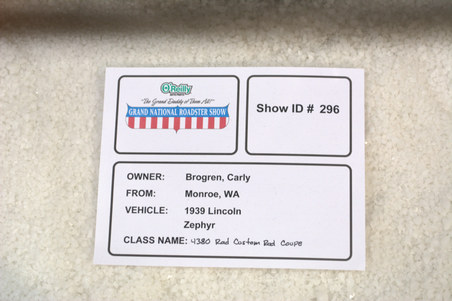 O'Reilly
"The Grand Daddy of Them All"
GRAND NATIONAL ROADSTER SHOW
Show ID # 296
OWNER: Brogren, Carly
FROM: Monroe, WA
VEHICLE: 1939 Lincoln
Zephyr
CLASS NAME: 4380 Rad Custom Rod Coupe